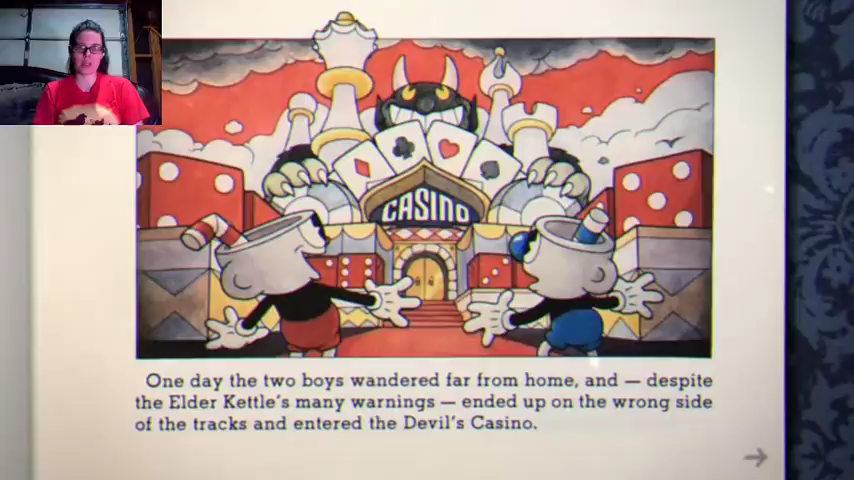 CASINO
One day the two boys wandered far from home, and — despite
the Elder Kettle's many warnings — ended up on the wrong side
of the tracks and entered the Devil's Casino.